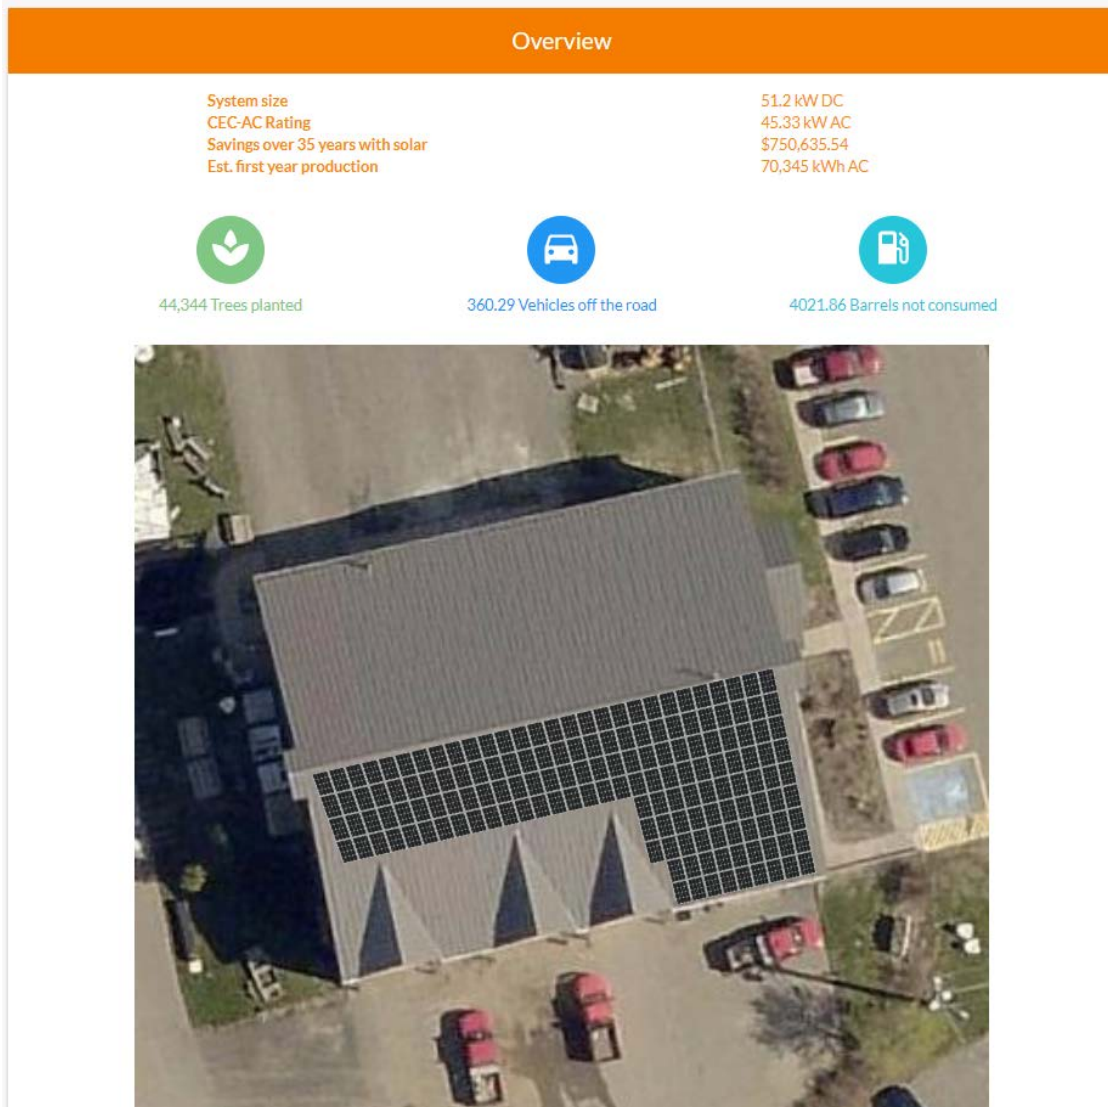 Overview
System size 51.2 kW DC
CEC-AC Rating 45.33 kW AC
Savings over 35 years with solar $750,635.54
Est. first year production 70,345 kWh AC
44,344 Trees planted 360.29 Vehicles off the road 4021.86 Barrels not consumed